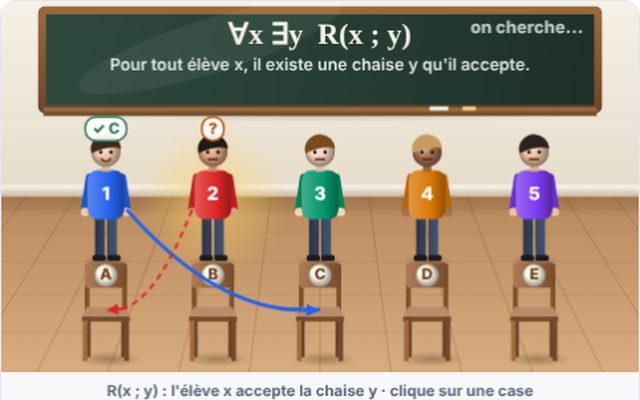 ∀x ∃y R(x ; y)
on cherche...
Pour tout élève x, il existe une chaise y qu'il accepte.
✓ C
?
1
2
3
4
5
A
B
C
D
E
R(x ; y) : l'élève x accepte la chaise y · clique sur une case